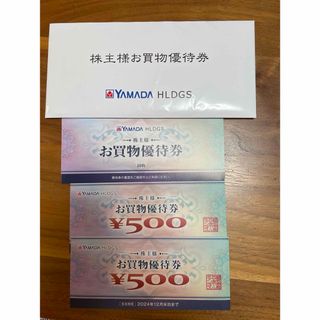 株主様お買物優待券
YAMADA HLDGS.
YAMADA HLDGS.
株主様
お買物優待券
YAMADA HLDGS.
株主様
お買物優待券
¥500
YAMADA HLDGS.
株主様
お買物優待券
¥500
2024年12月末日まで